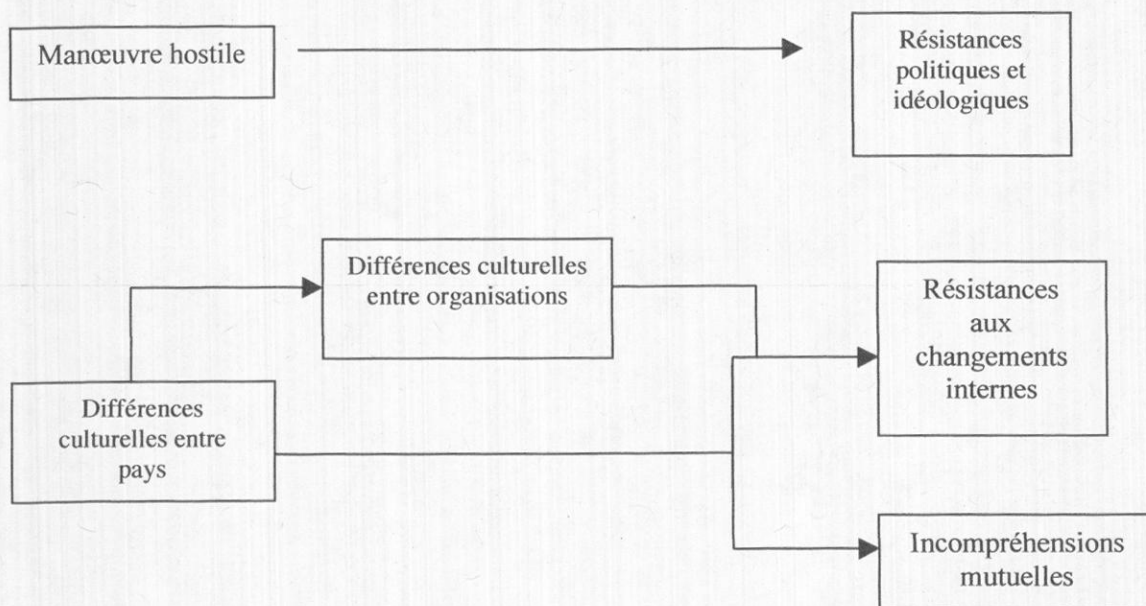 Manœuvre hostile
Résistances
politiques et
idéologiques
Différences culturelles
entre organisations
Résistances
aux
changements
internes
Différences
culturelles entre
pays
Incompréhensions
mutuelles